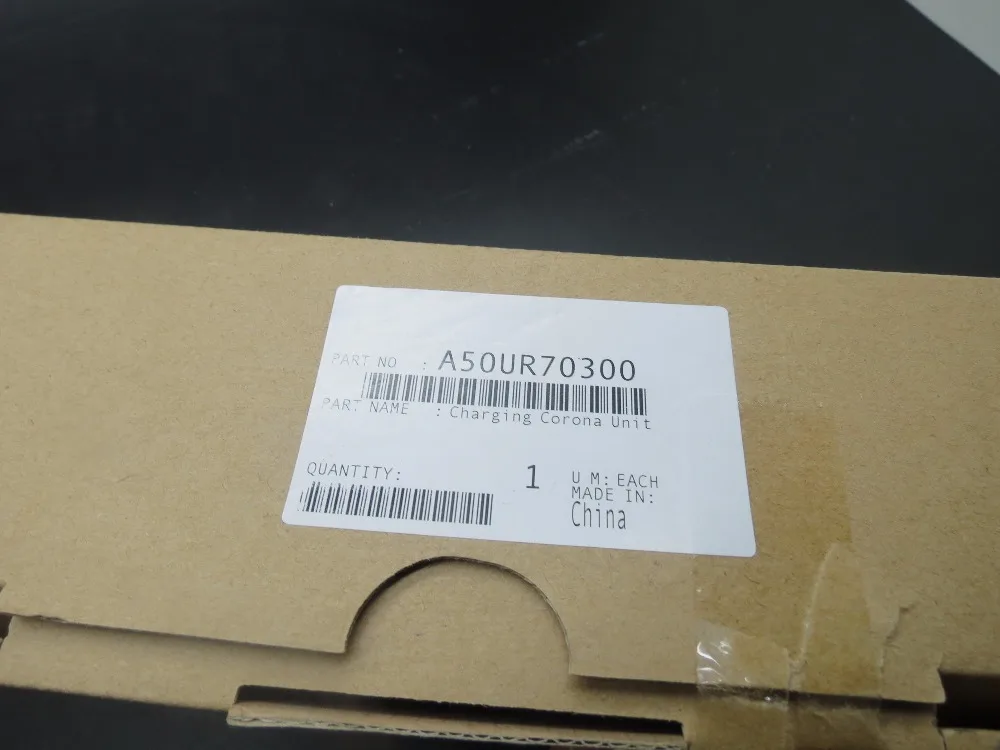 PART NO : A50UR70300
PART NAME : Charging Corona Unit
QUANTITY: 1 U M: EACH
MADE IN:
China